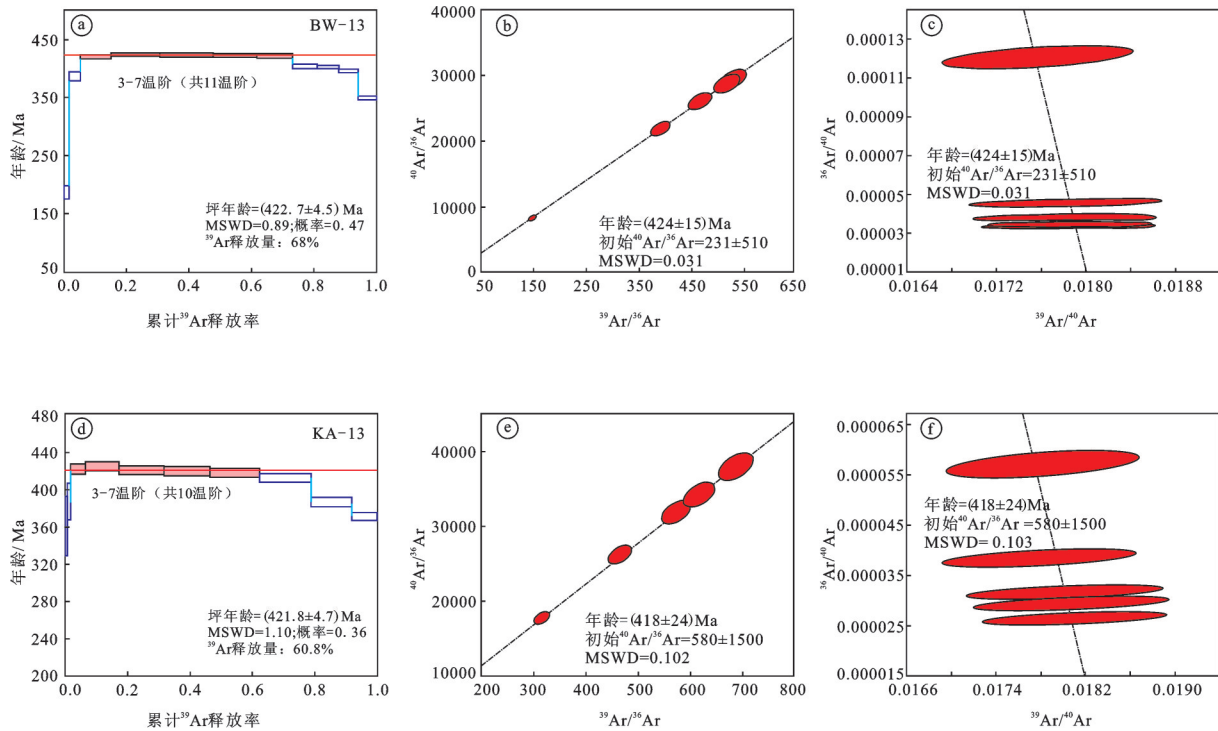 ⓐ
BW-13
450
350
250
150
50
年龄/Ma
3-7温阶（共11温阶）
坪年龄=(422.7±4.5)Ma
MSWD=0.89;概率=0.47
³⁹Ar释放量：68%
0.0 0.2 0.4 0.6 0.8 1.0
累计³⁹Ar释放率
ⓑ
40000
30000
20000
10000
0
⁴⁰Ar/³⁶Ar
年龄=(424±15)Ma
初始⁴⁰Ar/³⁶Ar=231±510
MSWD=0.031
50 150 250 350 450 550 650
³⁹Ar/³⁶Ar
ⓒ
0.00013
0.00011
0.00009
0.00007
0.00005
0.00003
0.00001
³⁶Ar/⁴⁰Ar
年龄=(424±15)Ma
初始⁴⁰Ar/³⁶Ar=231±510
MSWD=0.031
0.0164 0.0172 0.0180 0.0188
³⁹Ar/⁴⁰Ar
ⓓ
KA-13
480
440
400
360
320
280
240
200
年龄/Ma
3-7温阶（共10温阶）
坪年龄=(421.8±4.7)Ma
MSWD=1.10;概率=0.36
³⁹Ar释放量：60.8%
0.0 0.2 0.4 0.6 0.8 1.0
累计³⁹Ar释放率
ⓔ
50000
40000
30000
20000
10000
⁴⁰Ar/³⁶Ar
年龄=(418±24)Ma
初始⁴⁰Ar/³⁶Ar=580±1500
MSWD=0.102
200 300 400 500 600 700 800
³⁹Ar/³⁶Ar
ⓕ
0.000065
0.000055
0.000045
0.000035
0.000025
0.000015
³⁶Ar/⁴⁰Ar
年龄=(418±24)Ma
初始⁴⁰Ar/³⁶Ar =580±1500
MSWD= 0.103
0.0166 0.0174 0.0182 0.0190
³⁹Ar/⁴⁰Ar